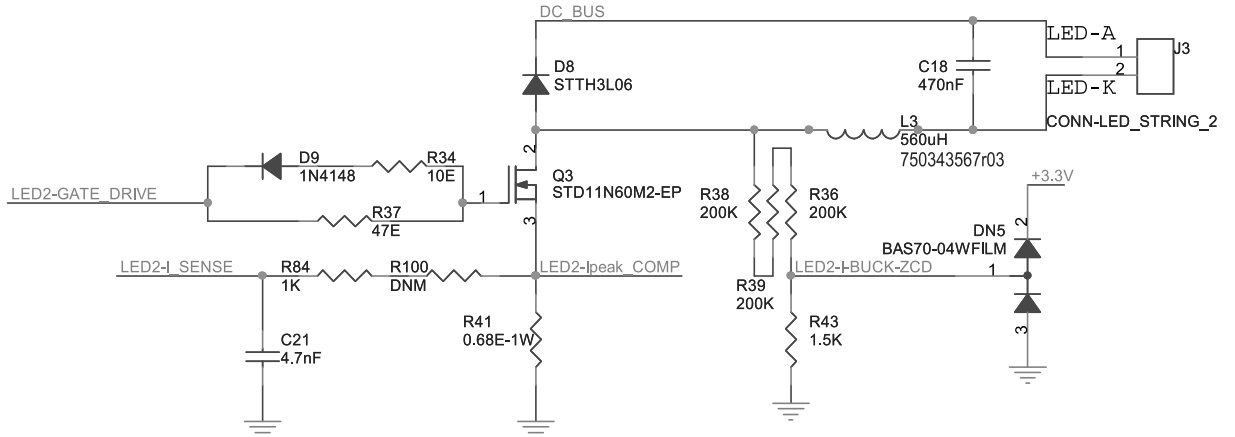 DC_BUS
LED-A
J3
1
2
D8
STTH3L06
C18
470nF
LED-K
L3
560uH
750343567r03
CONN-LED_STRING_2
D9
1N4148
R34
10E
2
Q3
STD11N60M2-EP
1
3
LED2-GATE_DRIVE
R37
47E
R38
200K
R36
200K
+3.3V
2
DN5
BAS70-04WFILM
LED2-I_SENSE
R84
1K
R100
DNM
LED2-Ipeak_COMP
LED2-I-BUCK-ZCD
1
R39
200K
R41
0.68E-1W
R43
1.5K
3
C21
4.7nF